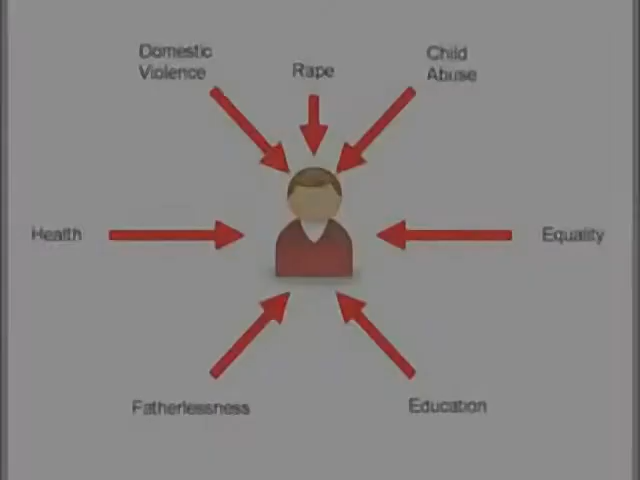 Domestic
Violence
Rape
Child
Abuse
Health
Equality
Fatherlessness
Education